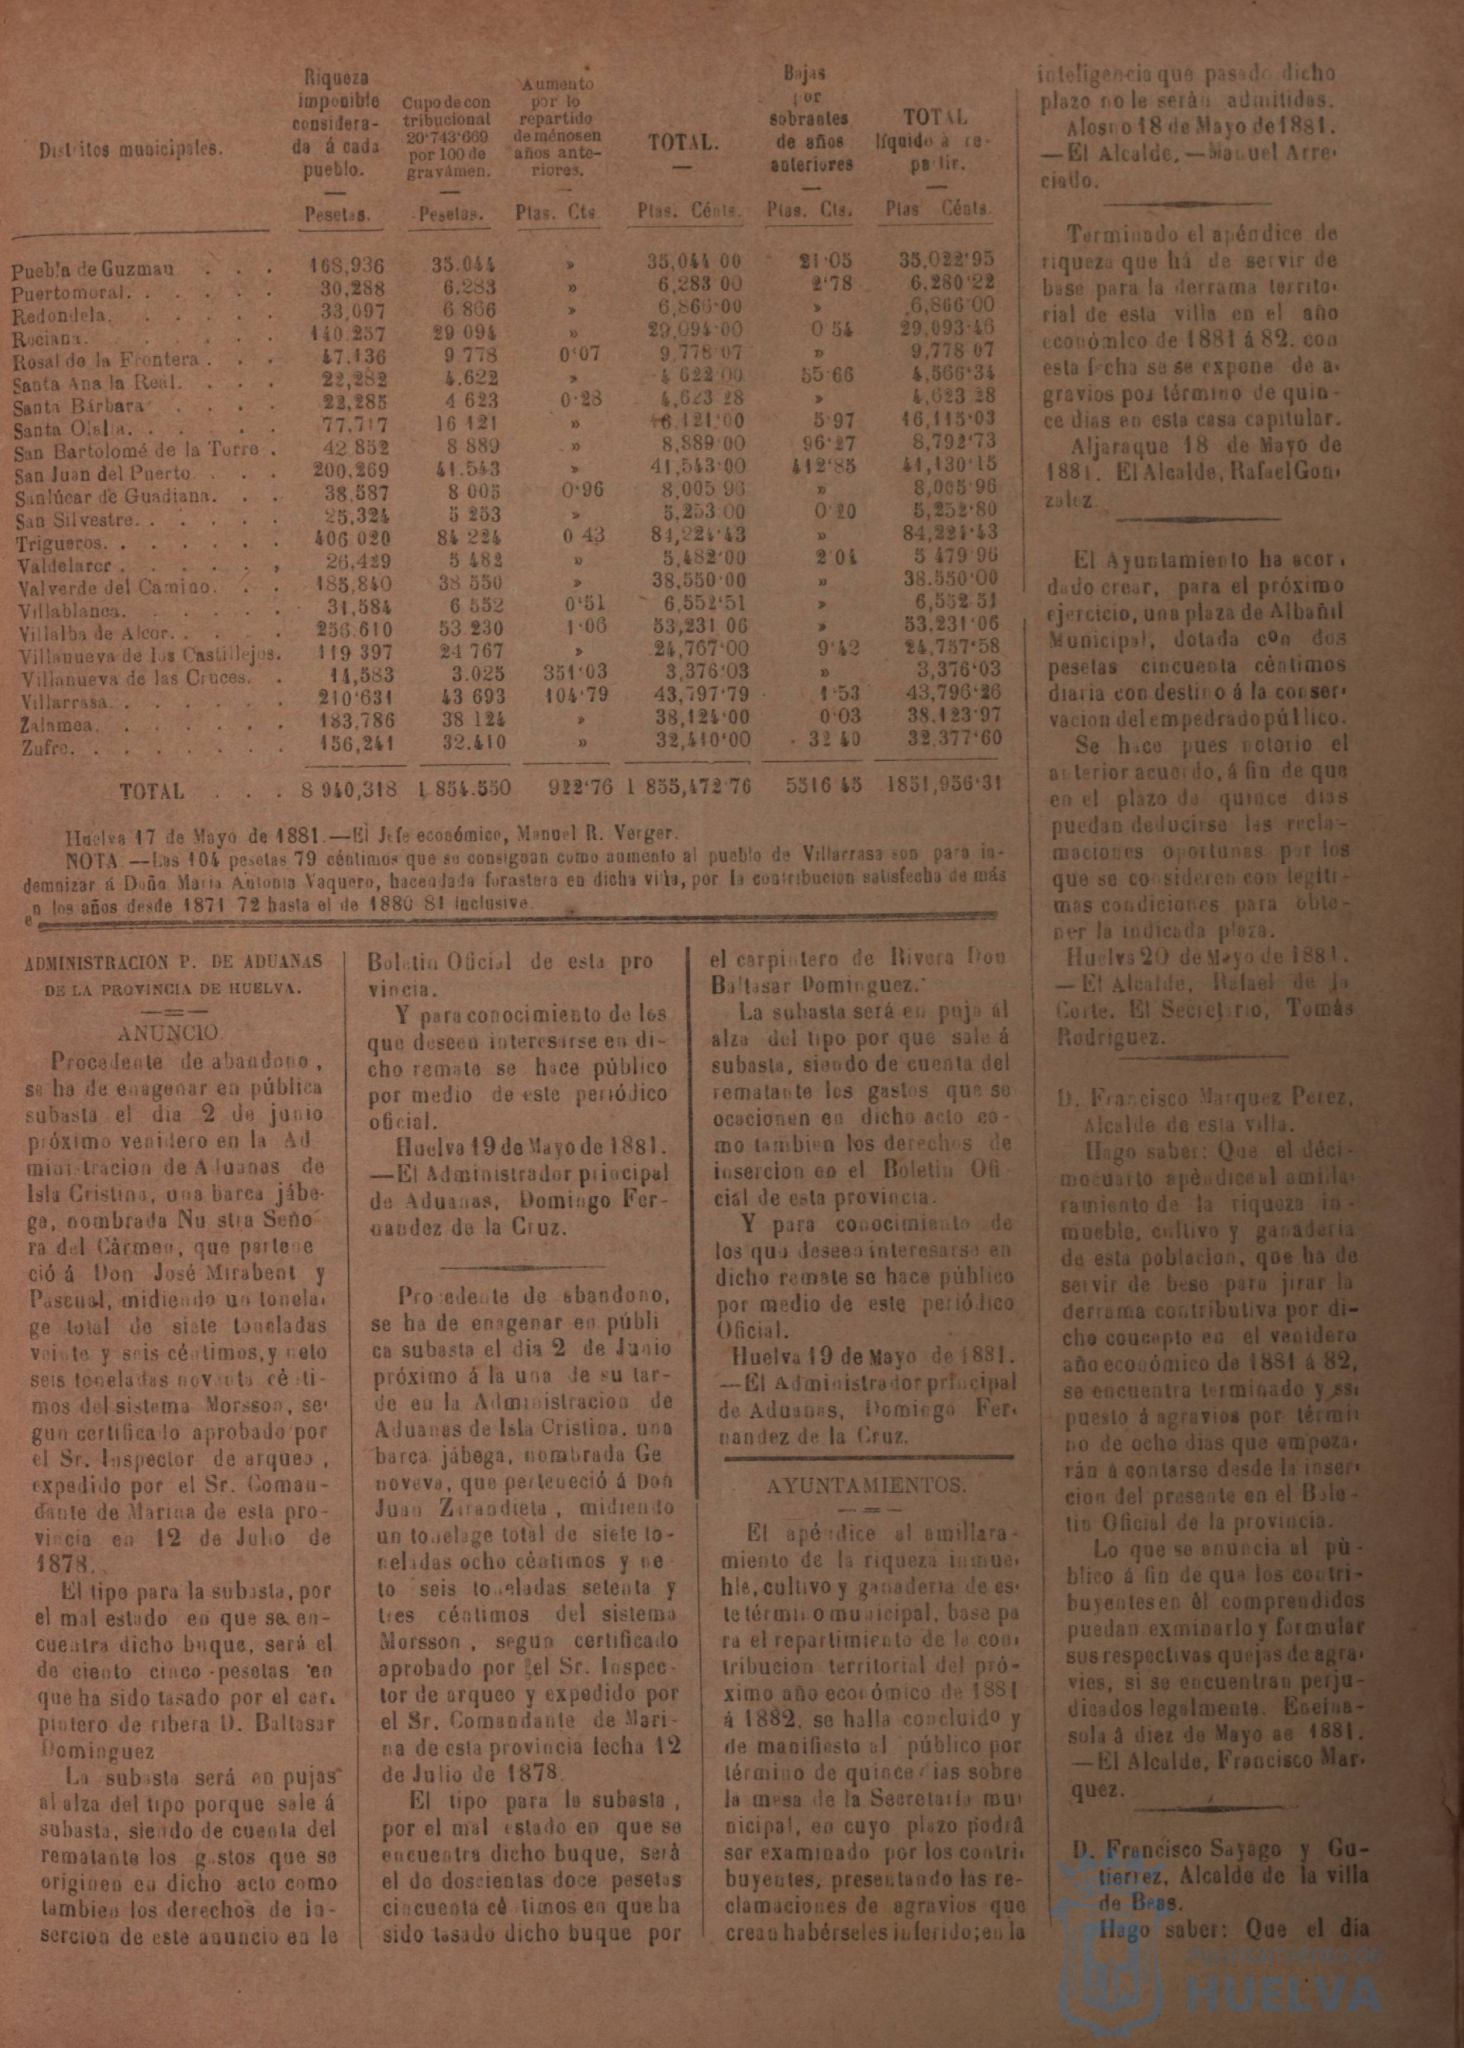 Distritos municipales.
Riqueza imponible considerada á cada pueblo.
Cupo de contribucional 20'743'669 por 100 de gravámen.
Aumento por lo repartido de ménos en años anteriores.
TOTAL.
Bajas por sobrantes de años anteriores
TOTAL líquido á repartir.
Pesetas. Pesetas. Ptas. Cts. Ptas. Cénts. Ptas. Cts. Ptas Cénts.
Puebla de Guzman . . . 168,936 35.044 » 35,044 00 21·05 35,022'95
Puertomoral. . . . . . 30,288 6.283 » 6,283 00 2'78 6.280'22
Redondela. . . . . . 33,097 6 866 » 6,866·00 » 6,866·00
Rociana. . . . . . 140.257 29 094 » 29,094·00 0 54 29,093·46
Rosal de la Frontera . . . 47.136 9 778 0'07 9,778 07 » 9,778 07
Santa Ana la Real. . . . 22,282 4.622 » 4 622 00 55·66 4,566'34
Santa Bárbara . . . . 22,285 4 623 0·28 4,623 28 » 4,623 28
Santa Olalla. . . . . 77,717 16 121 » 16,121'00 5·97 16,115·03
San Bartolomé de la Torre . 42 852 8 889 » 8,889 00 96·27 8,792'73
San Juan del Puerto. . . . 200,269 41.543 » 41,543·00 412'85 41,130'15
Sanlúcar de Guadiana. . . 38,587 8 005 0'96 8,005 96 » 8,005·96
San Silvestre. . . . . . 25,324 5 253 » 5,253 00 0 20 5,252'80
Trigueros. . . . . . . 406 020 84 224 0 43 84,224'43 » 84,224'43
Valdelarco . . . . . . 26,429 5 482 » 5,482'00 2 04 5 479 96
Valverde del Camino. . . 185,840 38 550 » 38,550·00 » 38.550·00
Villablanca. . . . . . 31,584 6 552 0'51 6,552'51 » 6,552 51
Villalba de Alcor. . . . . 256.610 53 230 1·06 53,231 06 » 53,231'06
Villanueva de los Castillejos. 119 397 24 767 » 24,767'00 9'42 24,757'58
Villanueva de las Cruces. . 14,583 3.025 351'03 3,376'03 » 3,376'03
Villarrasa. . . . . . 210'631 43 693 104'79 43,797'79 1·53 43,796'26
Zalamea. . . . . . 183,786 38 124 » 38,124'00 0'03 38.123'97
Zufre. . . . . . . 156,241 32.410 » 32,410'00 32 40 32,377'60
TOTAL . . . 8 940,318 1 854.550 922'76 1 855,472'76 3516 45 1851,956'31
Huelva 17 de Mayo de 1881.—El Jefe económico, Manuel R. Verger.
NOTA.—Las 104 pesetas 79 céntimos que se consignan como aumento al pueblo de Villarrasa son para in-
demnizar á Doña Maria Antonia Vaquero, hacendada forastera en dicha villa, por la contribucion satisfecha de más
en los años desde 1871 72 hasta el de 1880 81 inclusive.
ADMINISTRACION P. DE ADUANAS
DE LA PROVINCIA DE HUELVA.
ANUNCIO
Procedente de abandono,
se ha de enagenar en pública
subasta el dia 2 de junio
próximo venidero en la Ad
ministracion de Aduanas de
Isla Cristina, una barca jábe-
ga, nombrada Nu stra Seño
ra del Cármen, que pertene
ció á Don José Mirabent y
Pascual, midiendo un tonela-
ge total de siete toneladas
veinte y seis céntimos, y neto
seis toneladas noventa cénti-
mos del sistema Morsson, se-
gun certificado aprobado por
el Sr. Inspector de arqueo,
expedido por el Sr. Coman-
dante de Marina de esta pro-
vincia en 12 de Julio de
1878.
El tipo para la subasta, por
el mal estado en que se en-
cuentra dicho buque, será el
de ciento cinco pesetas en
que ha sido tasado por el car-
pintero de ribera D. Baltasar
Dominguez
La subasta será en pujas
al alza del tipo porque sale á
subasta, siendo de cuenta del
rematante los gastos que se
originen en dicho acto como
tambien los derechos de in-
sercion de este anuncio en le
Boletin Oficial de esta pro
vincia.
Y para conocimiento de los
que deseen interesarse en di-
cho remate se hace público
por medio de este periódico
oficial.
Huelva 19 de Mayo de 1881.
—El Administrador principal
de Aduanas, Domingo Fer-
nandez de la Cruz.
Procedente de abandono,
se ha de enagenar en públi
ca subasta el dia 2 de Junio
próximo á la una de su tar-
de en la Administracion de
Aduanas de Isla Cristina, una
barca jábega, nombrada Ge
noveva, que perteneció á Don
Juan Zarandieta, midiendo
un tonelage total de siete to-
neladas ocho céntimos y ne-
to seis toneladas setenta y
tres céntimos del sistema
Morsson, segun certificado
aprobado por el Sr. Inspec-
tor de arqueo y expedido por
el Sr. Comandante de Mari-
na de esta provincia fecha 12
de Julio de 1878.
El tipo para la subasta,
por el mal estado en que se
encuentra dicho buque, será
el de doscientas doce pesetas
cincuenta cé timos en que ha
sido tasado dicho buque por
el carpintero de Rivera Don
Baltasar Dominguez.
La subasta será en puja ál
alza del tipo por que sale á
subasta, siendo de cuenta del
rematante los gastos que se
ocacionen en dicho acto co-
mo tambien los derechos de
insercion en el Boletin Ofi-
cial de esta provincia.
Y para conocimiento de
los que deseen interesarse en
dicho remate se hace público
por medio de este periódico
Oficial.
Huelva 19 de Mayo de 1881.
—El Administrador principal
de Aduanas, Domingo Fer-
nandez de la Cruz.
AYUNTAMIENTOS.
El apéndice al amillara-
miento de la riqueza inmue-
ble, cultivo y ganaderia de es-
te término municipal, base pa
ra el repartimiento de la con-
tribucion territorial del pró-
ximo año económico de 1881
á 1882, se halla concluido y
de manifiesto al público por
término de quince dias sobre
la mesa de la Secretaría mu
nicipal, en cuyo plazo podrá
ser examinado por los contri-
buyentes, presentando las re-
clamaciones de agravios que
crean habérseles inferido; en la
inteligencia que pasado dicho
plazo no le serán admitidas.
Alosno 18 de Mayo de 1881.
—El Alcalde, —Manuel Arre-
ciado.
Terminado el apéndice de
riqueza que há de servir de
base para la derrama territo-
rial de esta villa en el año
económico de 1881 á 82. con
esta fecha se se expone de a-
gravios por término de quin-
ce dias en esta casa capitular.
Aljaraque 18 de Mayo de
1881. El Alcalde, Rafael Gon-
zalez.
El Ayuntamiento ha acor-
dado crear, para el próximo
ejercicio, una plaza de Albañil
Municipal, dotada con dos
pesetas cincuenta céntimos
diaria con destino á la conser-
vacion del empedrado público.
Se hace pues notorio el
anterior acuerdo, á fin de que
en el plazo de quince dias
puedan deducirse las recla-
maciones oportunas por los
que se consideren con legiti-
mas condiciones para obte-
ner la indicada plaza.
Huelva 20 de Mayo de 1881.
—El Alcalde, Rafael de la
Corte. El Secretario, Tomás
Rodriguez.
D. Francisco Marquez Perez,
Alcalde de esta villa.
Hago saber: Que el déci-
mocuarto apéndice al amilla-
ramiento de la riqueza in-
mueble, cultivo y ganaderia
de esta poblacion, que ha de
servir de base para jirar la
derrama contributiva por di-
cho concepto en el venidero
año económico de 1881 á 82,
se encuentra terminado y es-
puesto á agravios por térmi
no de ocho dias que empeza-
rán á contarse desde la inser-
cion del presente en el Bole-
tin Oficial de la provincia.
Lo que se anuncia al pú-
blico á fin de que los contri-
buyentes en él comprendidos
puedan exminarlo y formular
sus respectivas quejas de agra-
vies, si se encuentran perju-
dicados legalmente. Encina-
sola á diez de Mayo de 1881.
—El Alcalde, Francisco Mar-
quez.
D. Francisco Sayago y Gu-
tierrez, Alcalde de la villa
de Beas.
Hago saber: Que el dia
AYUNTAMIENTO DE
HUELVA